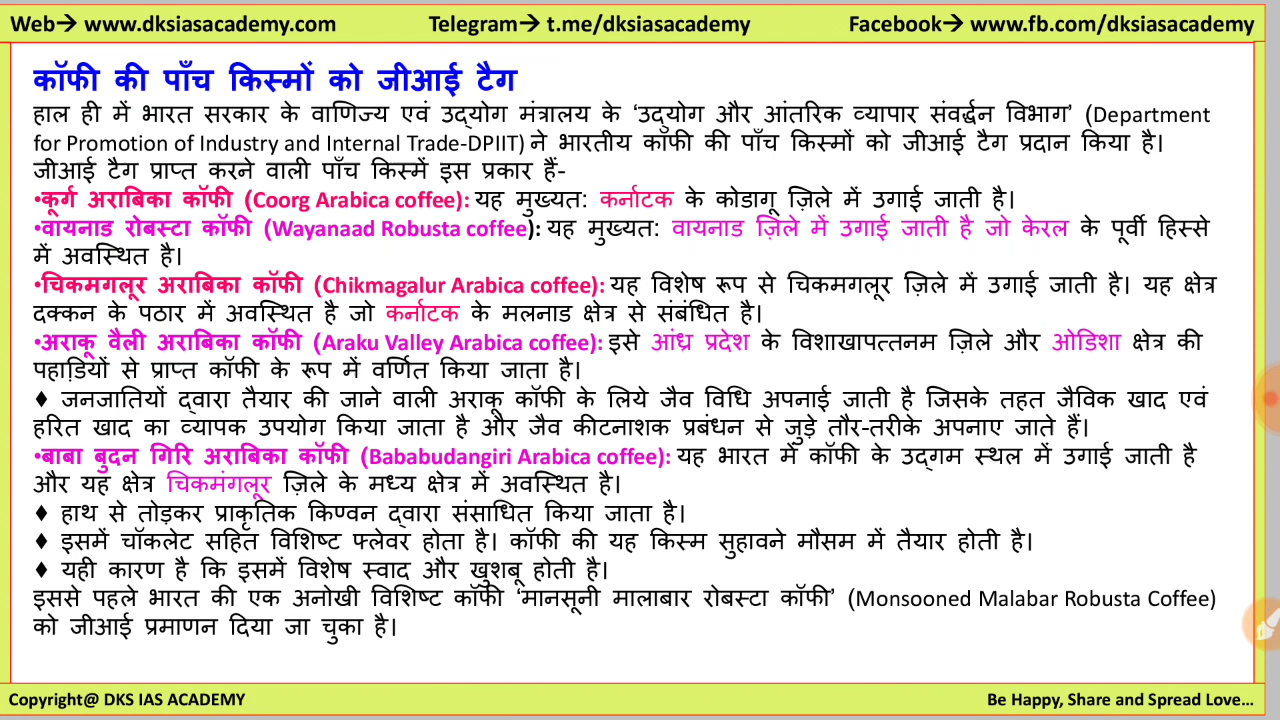 Web→ www.dksiasacademy.com Telegram→ t.me/dksiasacademy Facebook→ www.fb.com/dksiasacademy
कॉफी की पाँच किस्मों को जीआई टैग
हाल ही में भारत सरकार के वाणिज्य एवं उद्योग मंत्रालय के ‘उद्योग और आंतरिक व्यापार संवर्द्धन विभाग’ (Department
for Promotion of Industry and Internal Trade-DPIIT) ने भारतीय कॉफी की पाँच किस्मों को जीआई टैग प्रदान किया है।
जीआई टैग प्राप्त करने वाली पाँच किस्में इस प्रकार हैं-
•कूर्ग अराबिका कॉफी (Coorg Arabica coffee): यह मुख्यत: कर्नाटक के कोडागू ज़िले में उगाई जाती है।
•वायनाड रोबस्टा कॉफी (Wayanaad Robusta coffee): यह मुख्यत: वायनाड ज़िले में उगाई जाती है जो केरल के पूर्वी हिस्से
में अवस्थित है।
•चिकमगलूर अराबिका कॉफी (Chikmagalur Arabica coffee): यह विशेष रूप से चिकमगलूर ज़िले में उगाई जाती है। यह क्षेत्र
दक्कन के पठार में अवस्थित है जो कर्नाटक के मलनाड क्षेत्र से संबंधित है।
•अराकू वैली अराबिका कॉफी (Araku Valley Arabica coffee): इसे आंध्र प्रदेश के विशाखापत्तनम ज़िले और ओडिशा क्षेत्र की
पहाड़ियों से प्राप्त कॉफी के रूप में वर्णित किया जाता है।
♦ जनजातियों द्वारा तैयार की जाने वाली अराकू कॉफी के लिये जैव विधि अपनाई जाती है जिसके तहत जैविक खाद एवं
हरित खाद का व्यापक उपयोग किया जाता है और जैव कीटनाशक प्रबंधन से जुड़े तौर-तरीके अपनाए जाते हैं।
•बाबा बुदन गिरि अराबिका कॉफी (Bababudangiri Arabica coffee): यह भारत में कॉफी के उद्गम स्थल में उगाई जाती है
और यह क्षेत्र चिकमंगलूर ज़िले के मध्य क्षेत्र में अवस्थित है।
♦ हाथ से तोड़कर प्राकृतिक किण्वन द्वारा संसाधित किया जाता है।
♦ इसमें चॉकलेट सहित विशिष्ट फ्लेवर होता है। कॉफी की यह किस्म सुहावने मौसम में तैयार होती है।
♦ यही कारण है कि इसमें विशेष स्वाद और खुशबू होती है।
इससे पहले भारत की एक अनोखी विशिष्ट कॉफी ‘मानसूनी मालाबार रोबस्टा कॉफी’ (Monsooned Malabar Robusta Coffee)
को जीआई प्रमाणन दिया जा चुका है।
Copyright@ DKS IAS ACADEMY Be Happy, Share and Spread Love…